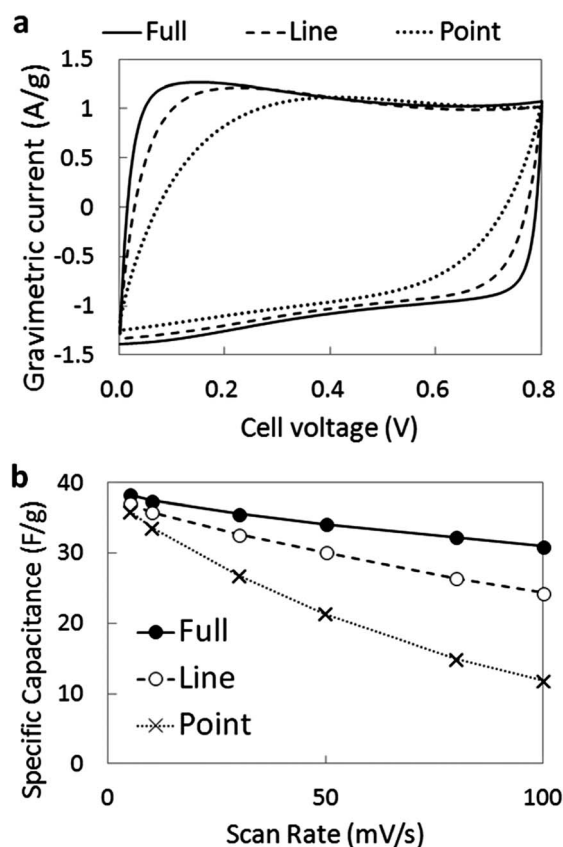 a
Full Line Point
Gravimetric current (A/g)
1.5
1
0.5
0
-0.5
-1
-1.5
0.0 0.2 0.4 0.6 0.8
Cell voltage (V)
b
Specific Capacitance (F/g)
40
30
20
10
0
Full
Line
Point
0 50 100
Scan Rate (mV/s)